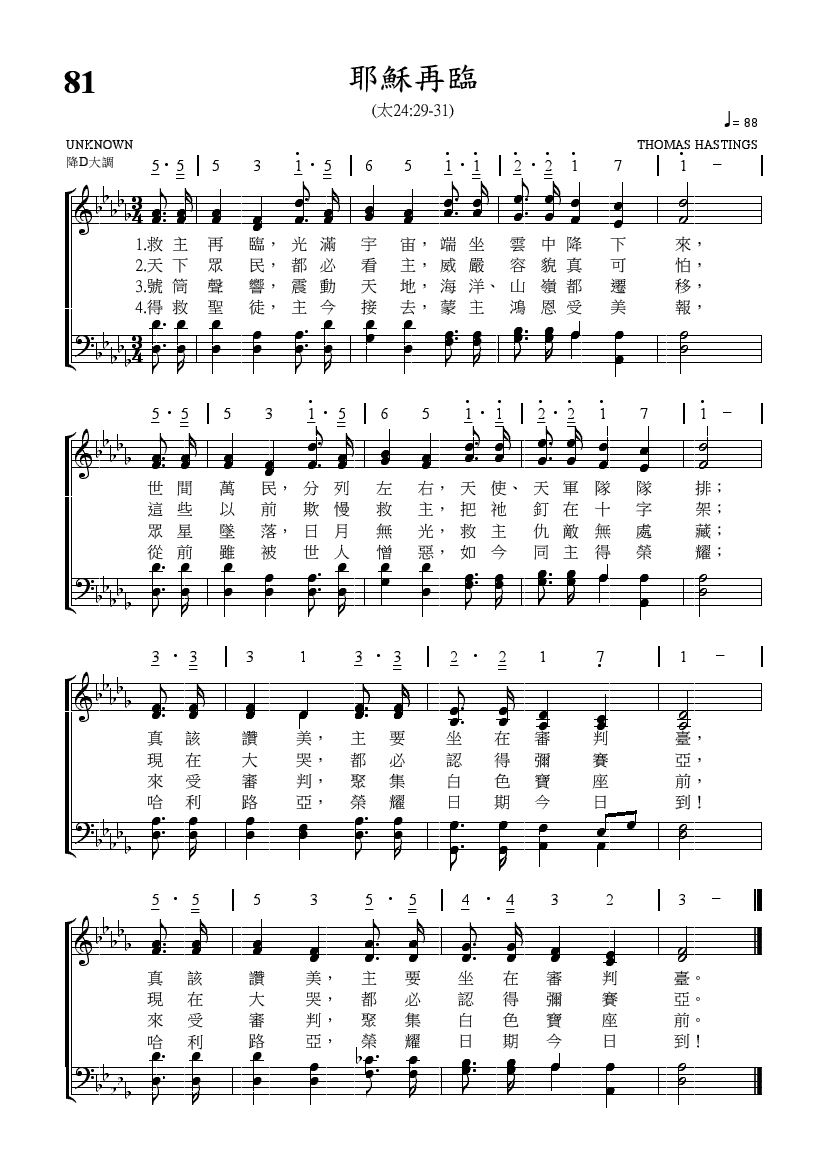 81
耶穌再臨
(太24:29-31)
♩= 88
UNKNOWN
THOMAS HASTINGS
降D大調
5 · 5 | 5 3 1 · 5 | 6 5 1 · 1 | 2 · 2 1 7 | 1 – |
1.救主再臨，光滿宇宙，端坐雲中降下來，
2.天下眾民，都必看主，威嚴容貌真可怕，
3.號筒聲響，震動天地，海洋、山嶺都遷移，
4.得救聖徒，主今接去，蒙主鴻恩受美報，
5 · 5 | 5 3 1 · 5 | 6 5 1 · 1 | 2 · 2 1 7 | 1 – |
世間萬民，分列左右，天使、天軍隊隊排；
這些以前欺慢救主，把祂釘在十字架；
眾星墜落，日月無光，救主仇敵無處藏；
從前雖被世人憎惡，如今同主得榮耀；
3 · 3 | 3 1 3 · 3 | 2 · 2 1 7 | 1 – |
真該讚美，主要坐在審判臺，
現在大哭，都必認得彌賽亞，
來受審判，聚集白色寶座前，
哈利路亞，榮耀日期今日到！
5 · 5 | 5 3 5 · 5 | 4 · 4 3 2 | 3 –
真該讚美，主要坐在審判臺。
現在大哭，都必認得彌賽亞。
來受審判，聚集白色寶座前。
哈利路亞，榮耀日期今日到！